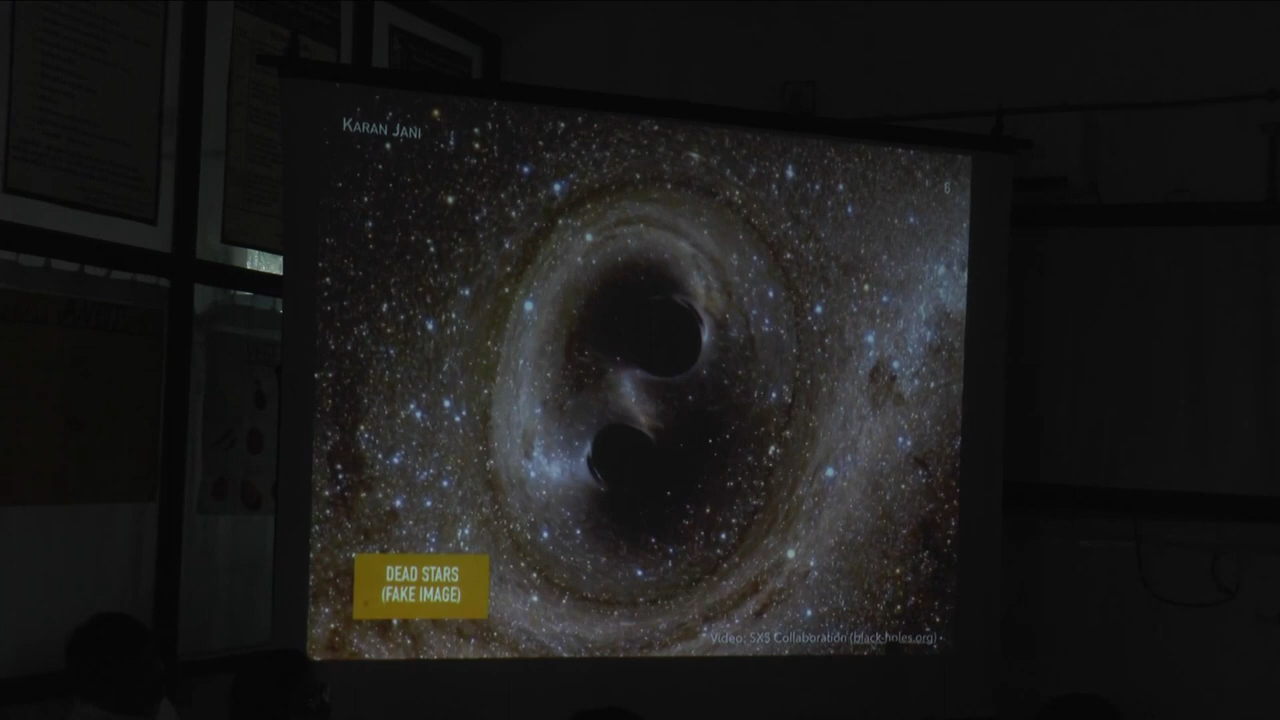 KARAN JANI
6
DEAD STARS
(FAKE IMAGE)
Video: SXS Collaboration (black-holes.org)